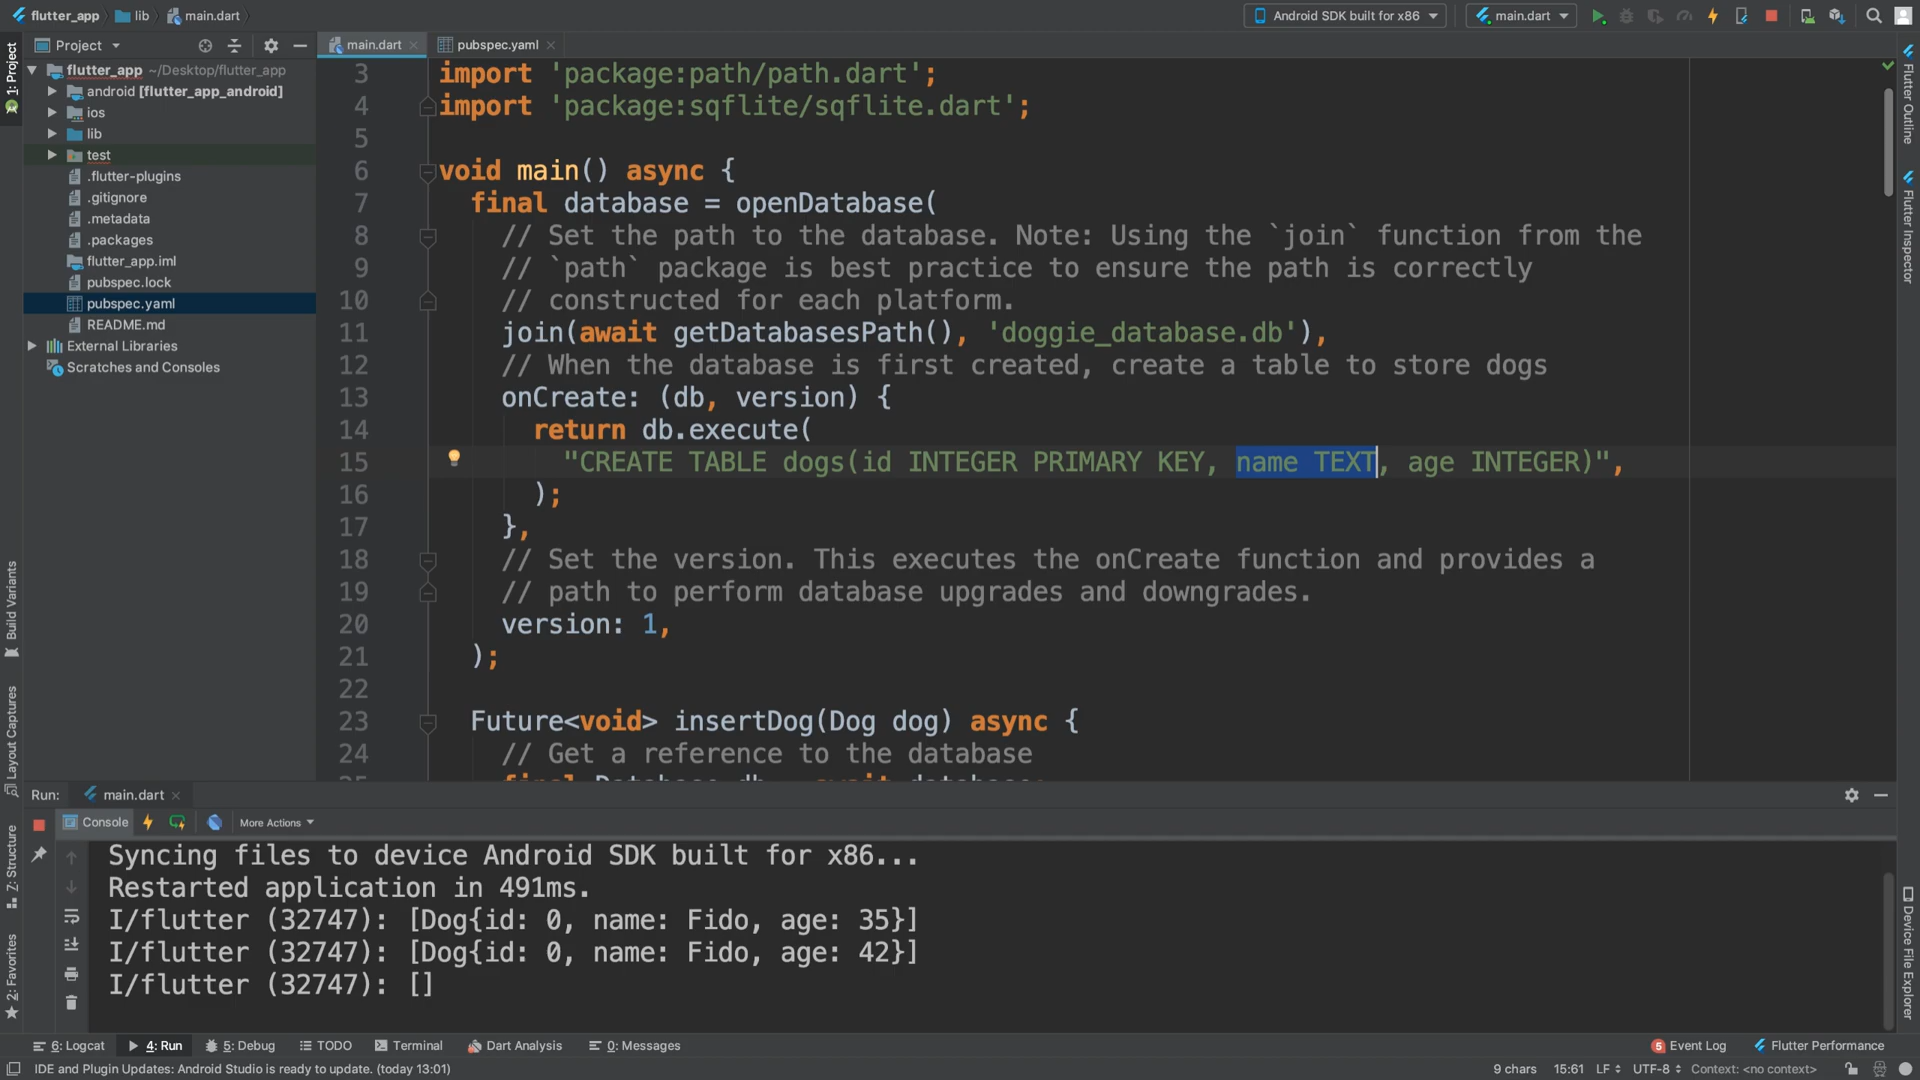 flutter_app
lib
main.dart
Android SDK built for x86
main.dart
Project
main.dart
pubspec.yaml
1: Project
flutter_app ~/Desktop/flutter_app
android [flutter_app_android]
ios
lib
test
.flutter-plugins
.gitignore
.metadata
.packages
flutter_app.iml
pubspec.lock
pubspec.yaml
README.md
External Libraries
Scratches and Consoles
Build Variants
Layout Captures
Z: Structure
2: Favorites
3 import 'package:path/path.dart';
4 import 'package:sqflite/sqflite.dart';
5
6 void main() async {
7 final database = openDatabase(
8 // Set the path to the database. Note: Using the `join` function from the
9 // `path` package is best practice to ensure the path is correctly
10 // constructed for each platform.
11 join(await getDatabasesPath(), 'doggie_database.db'),
12 // When the database is first created, create a table to store dogs
13 onCreate: (db, version) {
14 return db.execute(
15 "CREATE TABLE dogs(id INTEGER PRIMARY KEY, name TEXT, age INTEGER)",
16 );
17 },
18 // Set the version. This executes the onCreate function and provides a
19 // path to perform database upgrades and downgrades.
20 version: 1,
21 );
22
23 Future<void> insertDog(Dog dog) async {
24 // Get a reference to the database
Flutter Outline
Flutter Inspector
Device File Explorer
Run: main.dart
Console
More Actions
Syncing files to device Android SDK built for x86...
Restarted application in 491ms.
I/flutter (32747): [Dog{id: 0, name: Fido, age: 35}]
I/flutter (32747): [Dog{id: 0, name: Fido, age: 42}]
I/flutter (32747): []
6: Logcat
4: Run
5: Debug
TODO
Terminal
Dart Analysis
0: Messages
5 Event Log
Flutter Performance
IDE and Plugin Updates: Android Studio is ready to update. (today 13:01)
9 chars
15:61
LF
UTF-8
Context: <no context>